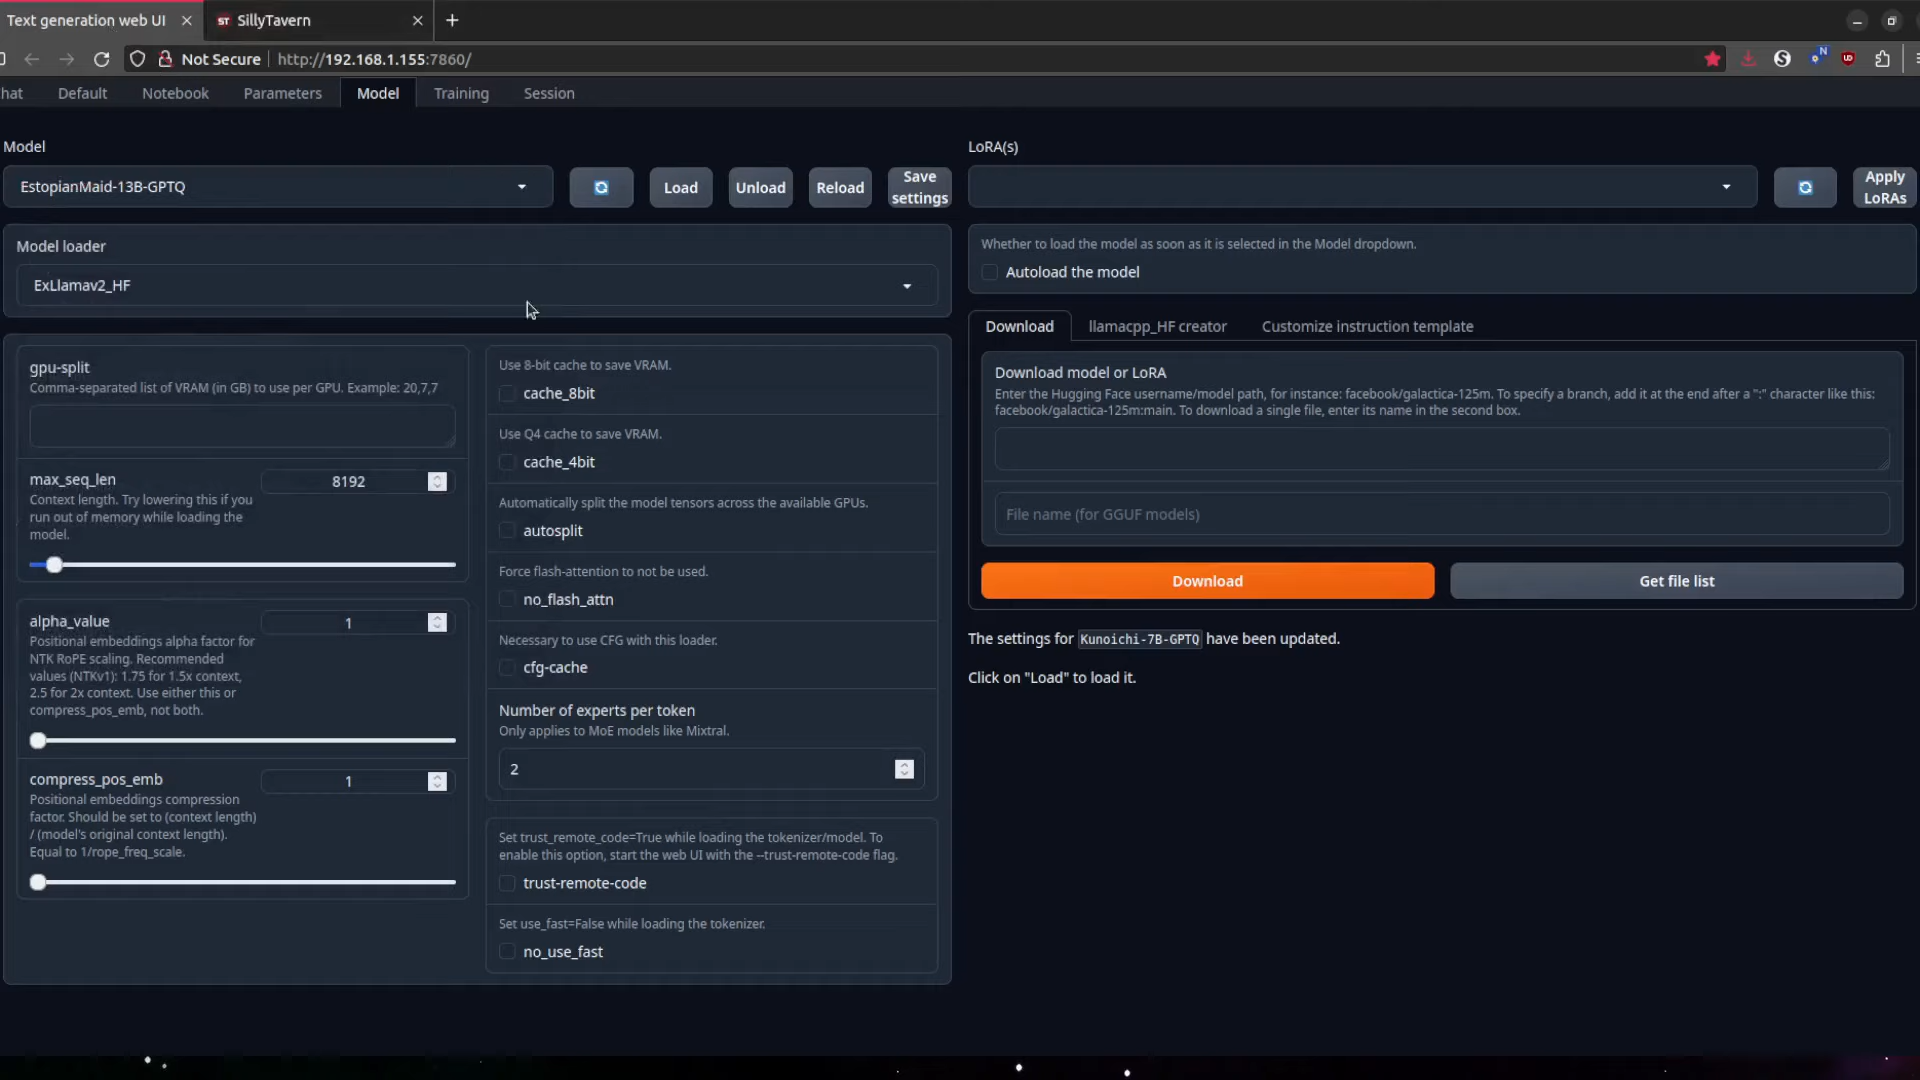 Text generation web UI
ST SillyTavern
Not Secure http://192.168.1.155:7860/
hat Default Notebook Parameters Model Training Session
Model
EstopianMaid-13B-GPTQ
Load
Unload
Reload
Save
settings
Model loader
ExLlamav2_HF
gpu-split
Comma-separated list of VRAM (in GB) to use per GPU. Example: 20,7,7
max_seq_len
8192
Context length. Try lowering this if you
run out of memory while loading the
model.
alpha_value
1
Positional embeddings alpha factor for
NTK RoPE scaling. Recommended
values (NTKv1): 1.75 for 1.5x context,
2.5 for 2x context. Use either this or
compress_pos_emb, not both.
compress_pos_emb
1
Positional embeddings compression
factor. Should be set to (context length)
/ (model's original context length).
Equal to 1/rope_freq_scale.
Use 8-bit cache to save VRAM.
cache_8bit
Use Q4 cache to save VRAM.
cache_4bit
Automatically split the model tensors across the available GPUs.
autosplit
Force flash-attention to not be used.
no_flash_attn
Necessary to use CFG with this loader.
cfg-cache
Number of experts per token
Only applies to MoE models like Mixtral.
2
Set trust_remote_code=True while loading the tokenizer/model. To
enable this option, start the web UI with the --trust-remote-code flag.
trust-remote-code
Set use_fast=False while loading the tokenizer.
no_use_fast
LoRA(s)
Apply
LoRAs
Whether to load the model as soon as it is selected in the Model dropdown.
Autoload the model
Download llamacpp_HF creator Customize instruction template
Download model or LoRA
Enter the Hugging Face username/model path, for instance: facebook/galactica-125m. To specify a branch, add it at the end after a ":" character like this:
facebook/galactica-125m:main. To download a single file, enter its name in the second box.
File name (for GGUF models)
Download
Get file list
The settings for Kunoichi-7B-GPTQ have been updated.
Click on "Load" to load it.